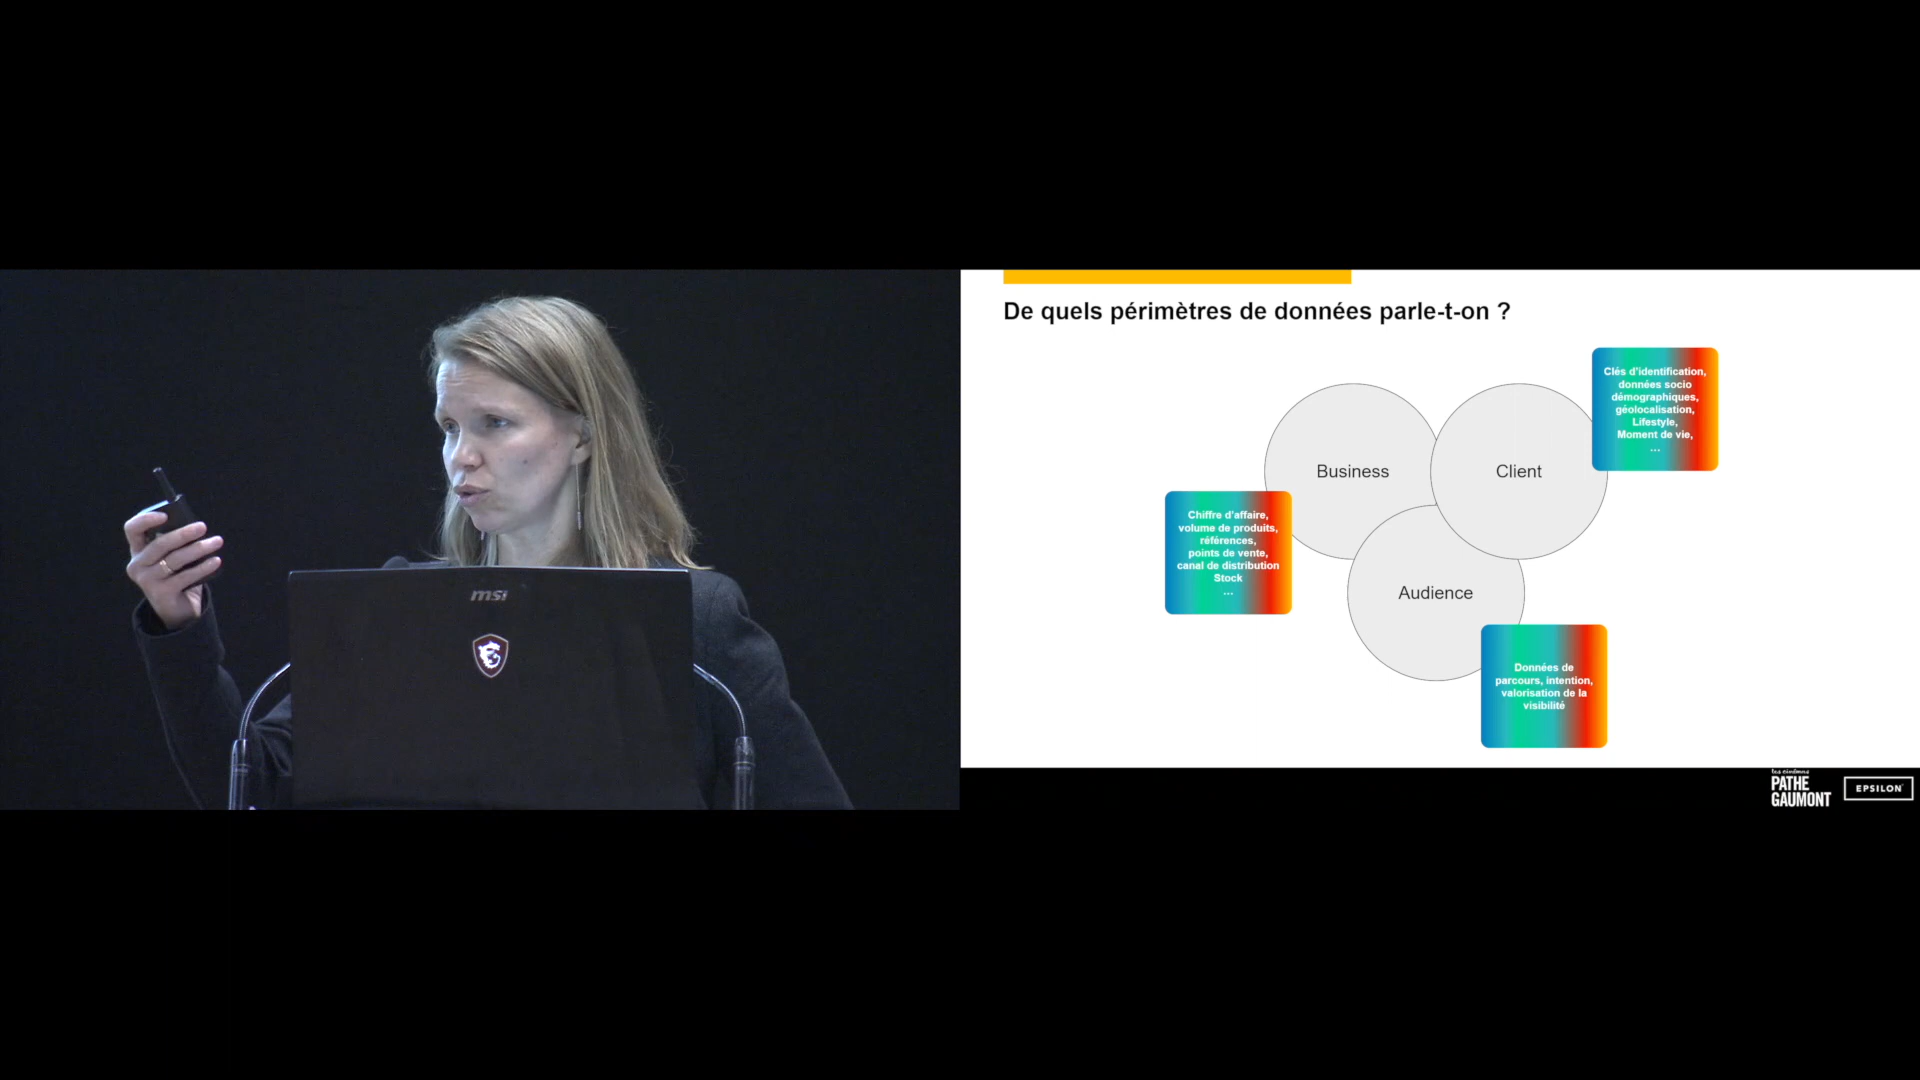 De quels périmètres de données parle-t-on ?
Clés d'identification,
données socio
démographiques,
géolocalisation,
Lifestyle,
Moment de vie,
...
Business
Client
Chiffre d'affaire,
volume de produits,
références,
points de vente,
canal de distribution
Stock
...
Audience
Données de
parcours, intention,
valorisation de la
visibilité
msi
les cinémas
PATHE
GAUMONT
EPSILON